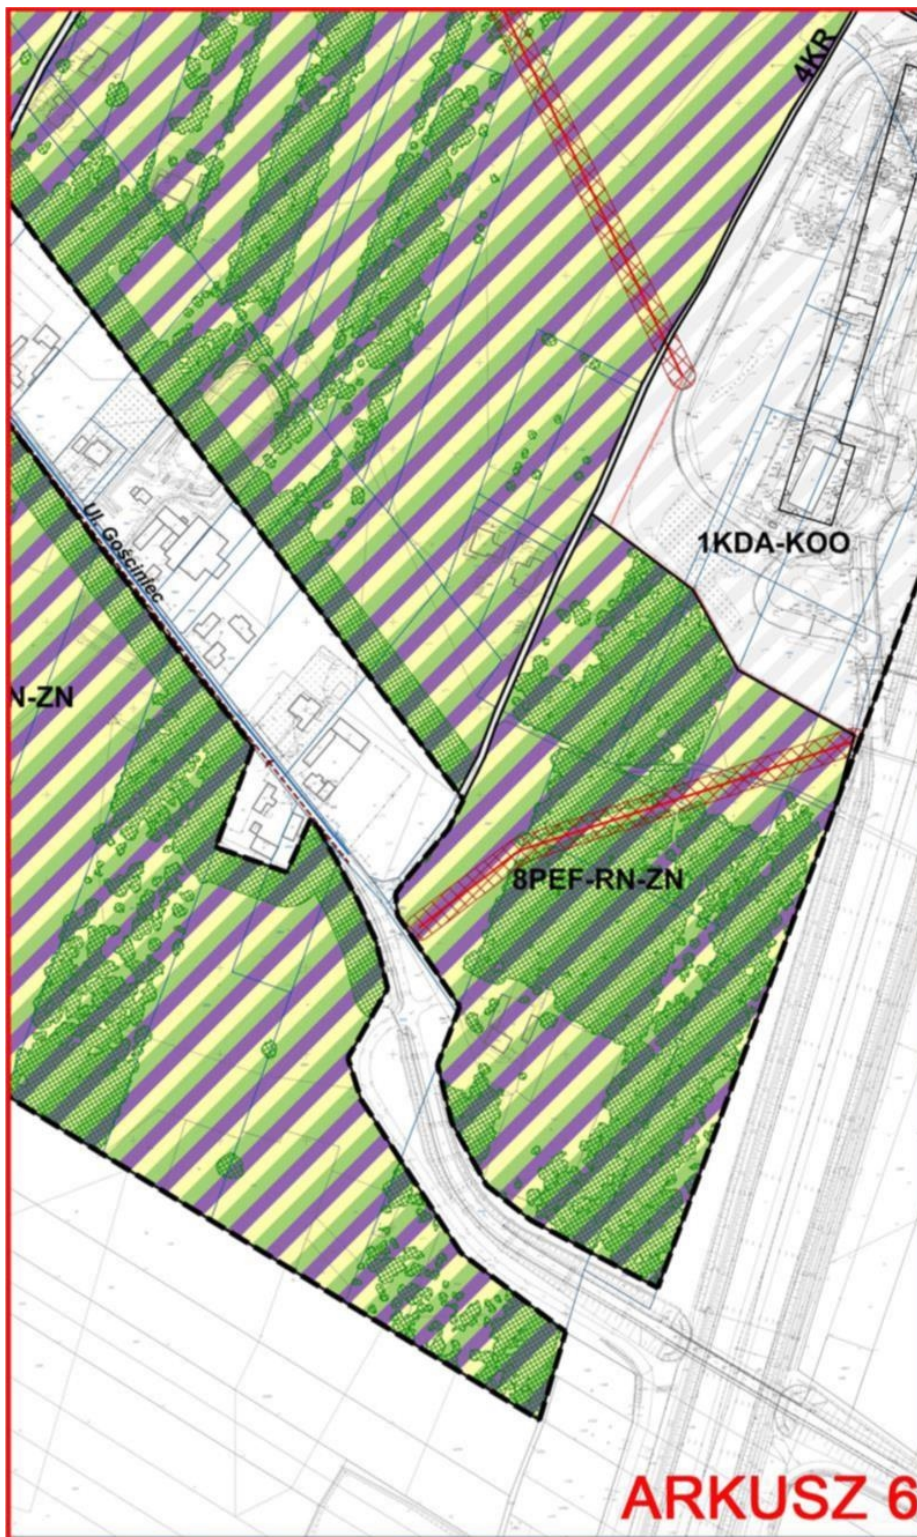 4KR
1KDA-KOO
Ul. Gościniec
N-ZN
8PEF-RN-ZN
ARKUSZ 6